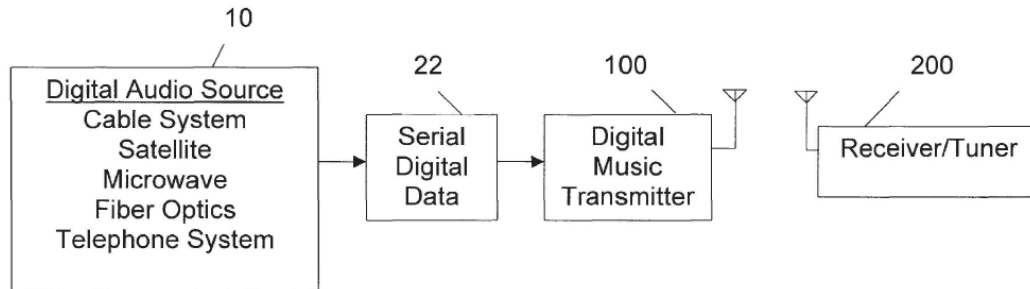 10
Digital Audio Source
Cable System
Satellite
Microwave
Fiber Optics
Telephone System
22
Serial
Digital
Data
100
Digital
Music
Transmitter
200
Receiver/Tuner